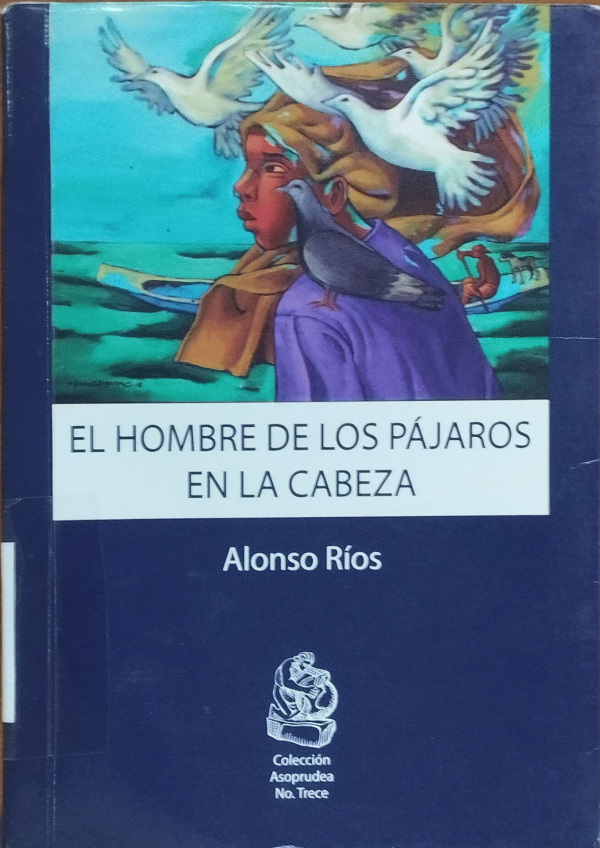 EL HOMBRE DE LOS PÁJAROS
EN LA CABEZA
Alonso Ríos
Colección
Asoprudea
No. Trece